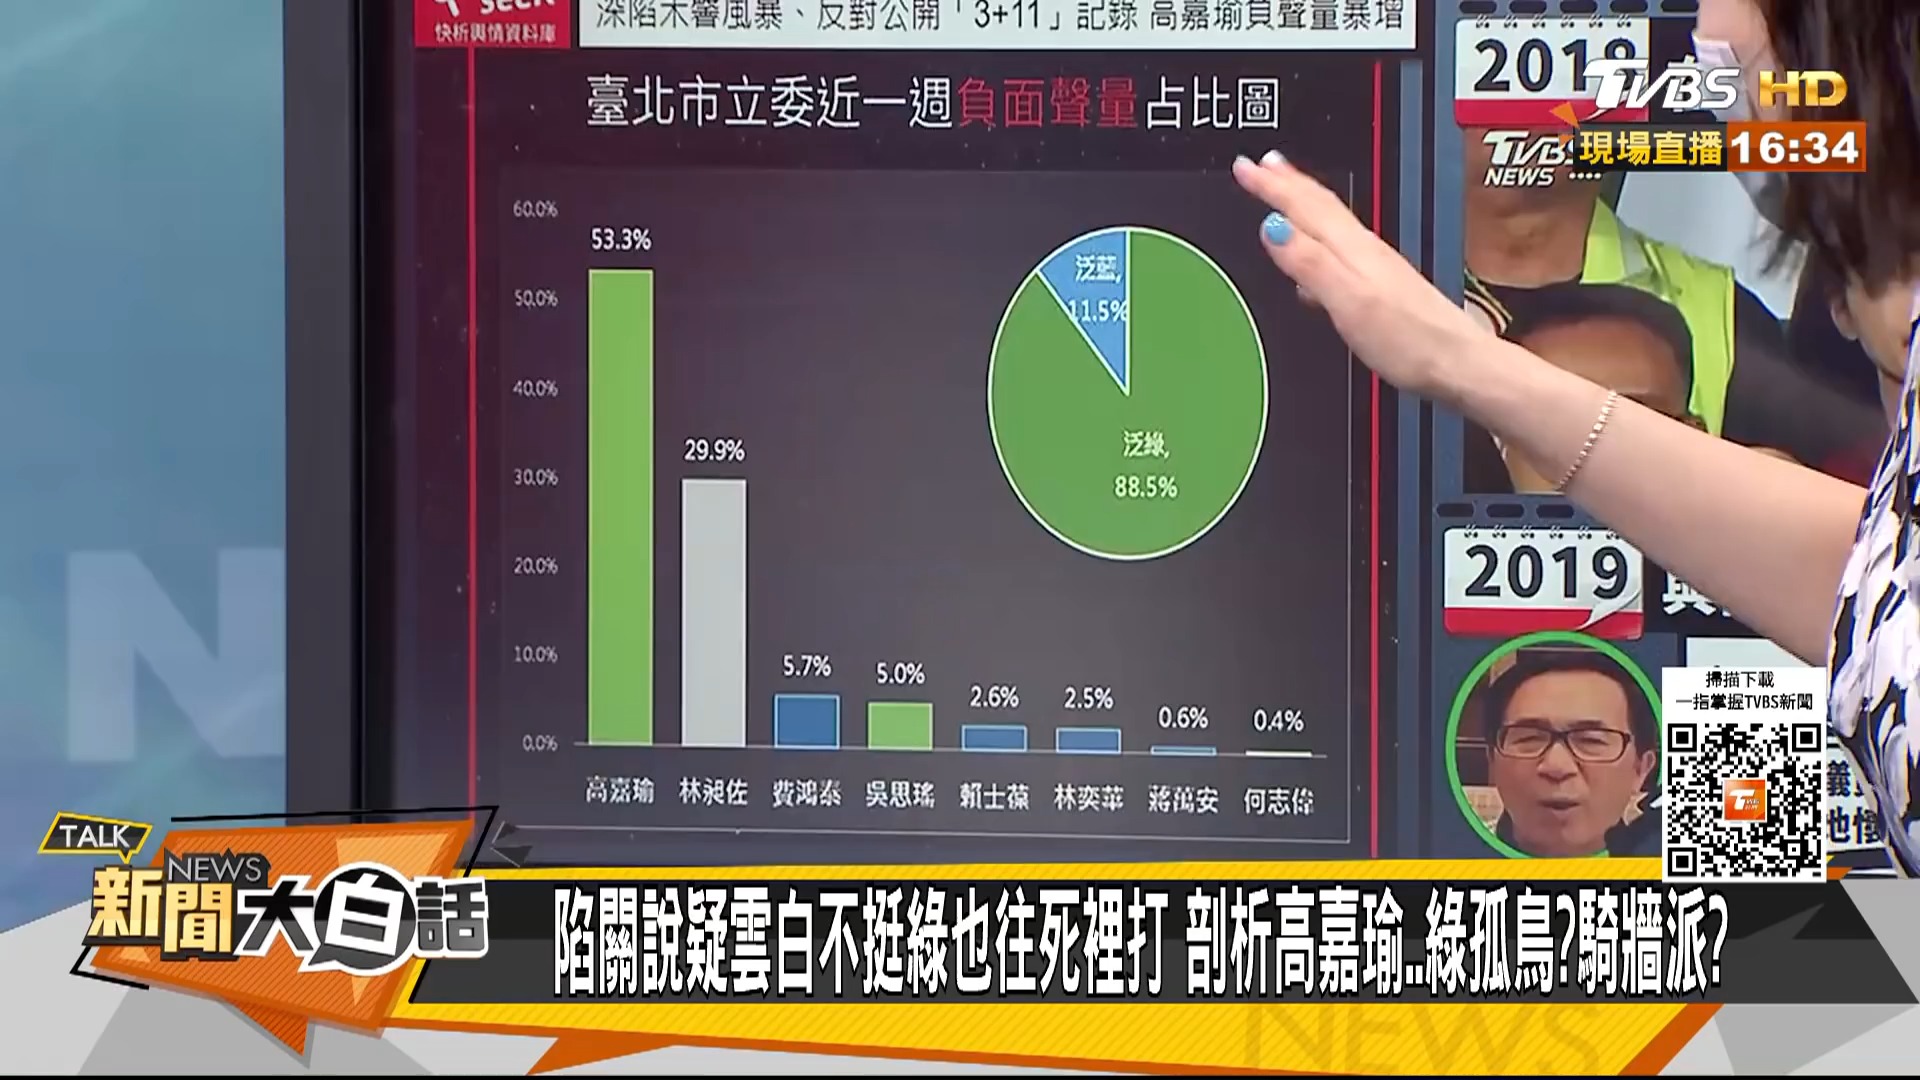 快析輿情資料庫
深陷末醫風暴、反對公開「3+11」記錄 高嘉瑜負聲量暴增
臺北市立委近一週負面聲量占比圖
60.0%
50.0%
40.0%
30.0%
20.0%
10.0%
0.0%
53.3%
29.9%
5.7%
5.0%
2.6%
2.5%
0.6%
0.4%
高嘉瑜
林昶佐
費鴻泰
吳思瑤
賴士葆
林奕華
蔣萬安
何志偉
泛藍,
11.5%
泛綠,
88.5%
2018
TVBS HD
現場直播 16:34
TVBS
NEWS
2019
掃描下載
一指掌握TVBS新聞
TALK
NEWS
新聞大白話
陷關說疑雲白不挺綠也往死裡打 剖析高嘉瑜..綠孤鳥?騎牆派?
NEWS